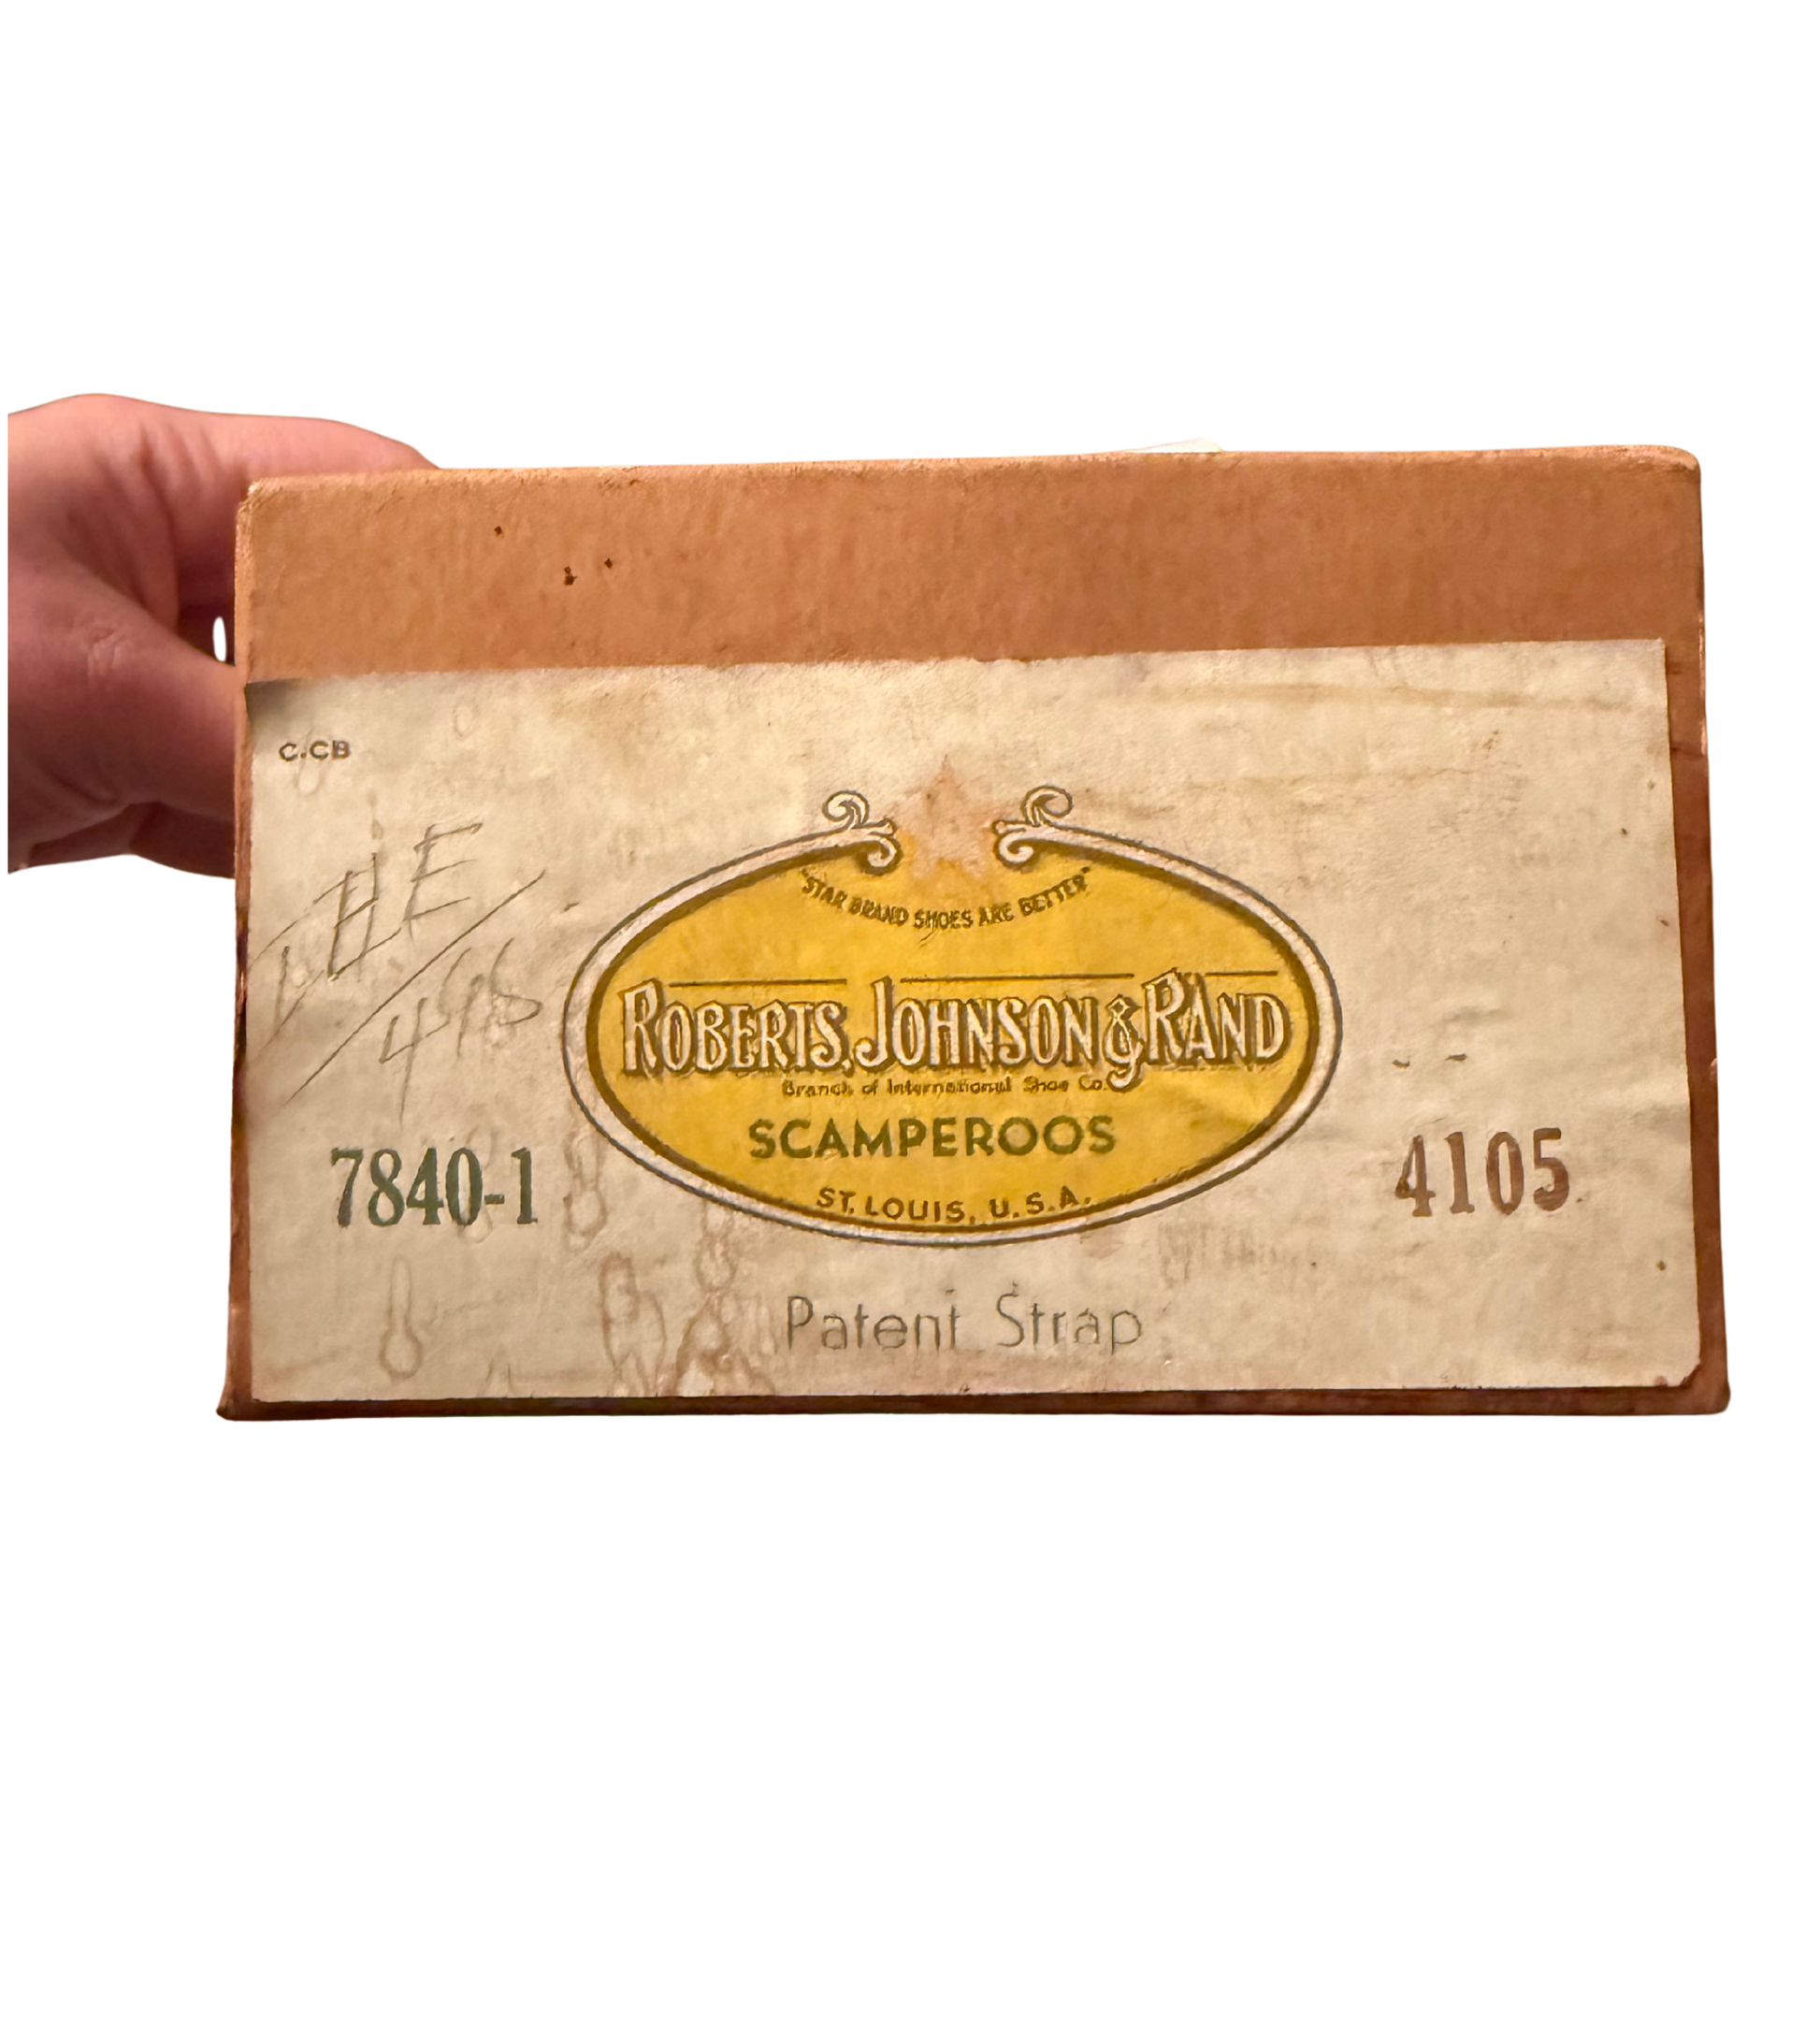 C.CB
"STAR BRAND SHOES ARE BETTER"
ROBERTS, JOHNSON & RAND
Branch of International Shoe Co.
SCAMPEROOS
7840-1
4105
ST. LOUIS, U.S.A.
Patent Strap